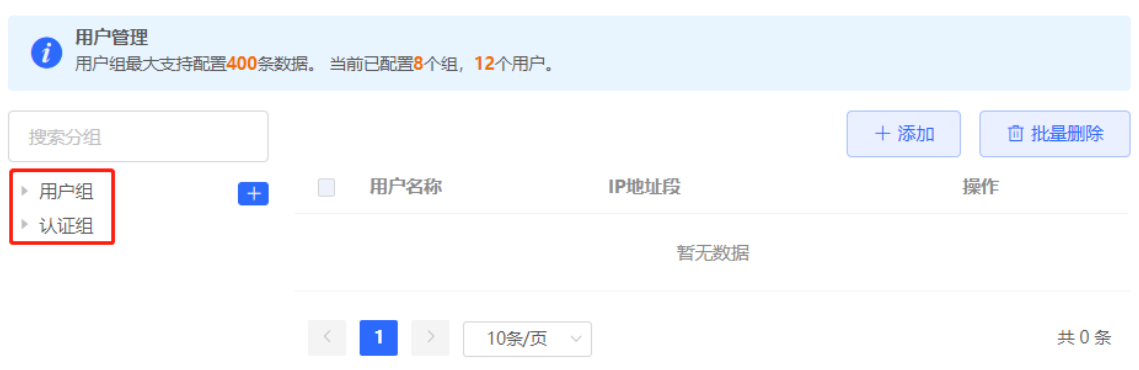 用户管理
用户组最大支持配置400条数据。 当前已配置8个组，12个用户。
搜索分组
+ 添加
批量删除
用户组
+
认证组
用户名称 IP地址段 操作
暂无数据
< 1 > 10条/页 共 0 条